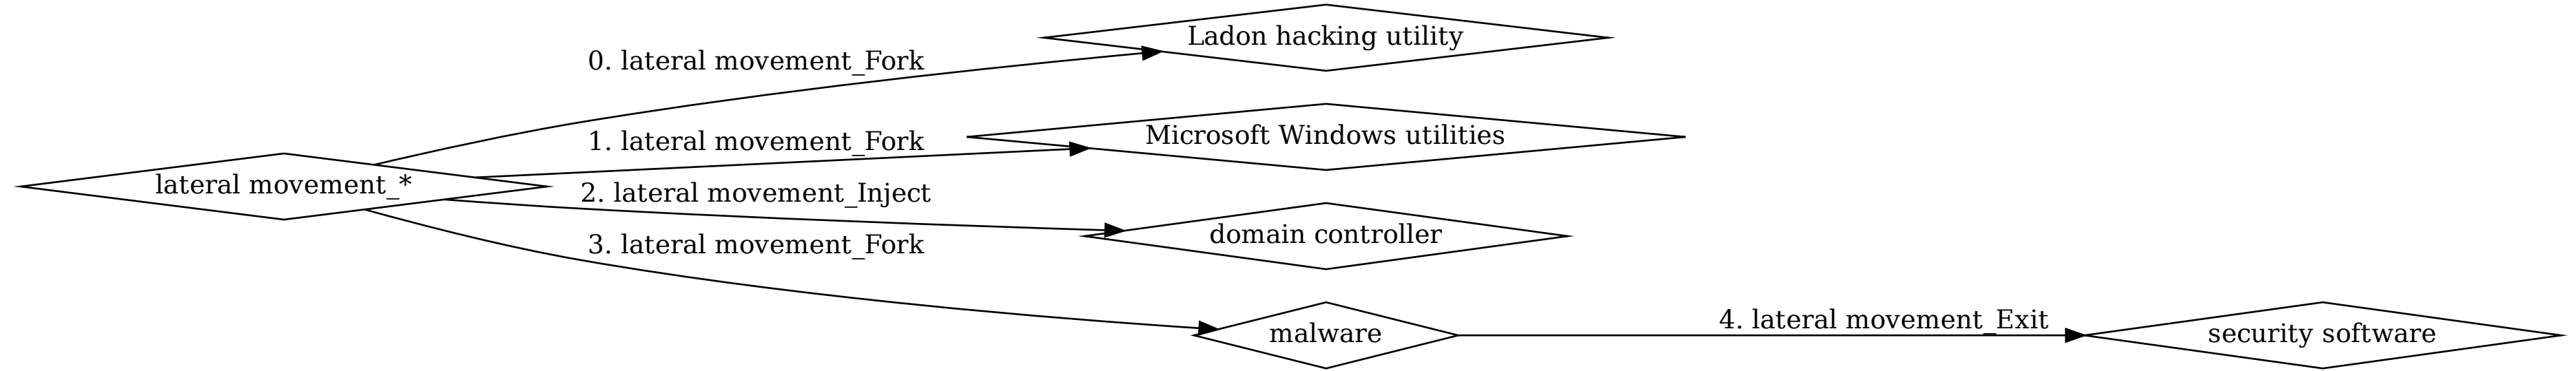 Ladon hacking utility
0. lateral movement_Fork
Microsoft Windows utilities
1. lateral movement_Fork
lateral movement_*
2. lateral movement_Inject
domain controller
3. lateral movement_Fork
malware
4. lateral movement_Exit
security software